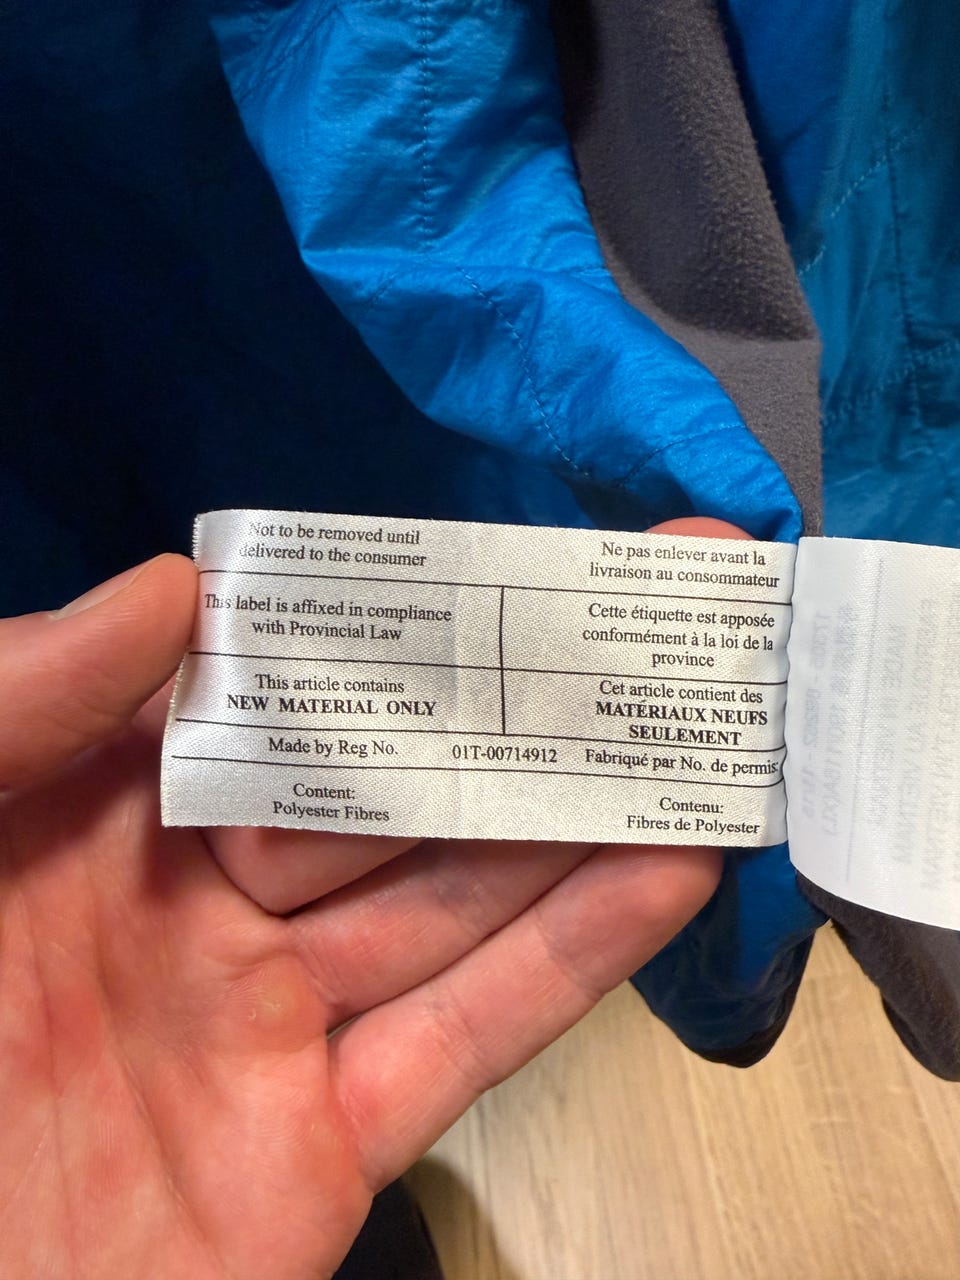 Not to be removed until
delivered to the consumer
Ne pas enlever avant la
livraison au consommateur
This label is affixed in compliance
with Provincial Law
Cette étiquette est apposée
conformément à la loi de la
province
This article contains
NEW MATERIAL ONLY
Cet article contient des
MATÉRIAUX NEUFS
SEULEMENT
Made by Reg No. 01T-00714912 Fabriqué par No. de permis:
Content:
Polyester Fibres
Contenu:
Fibres de Polyester